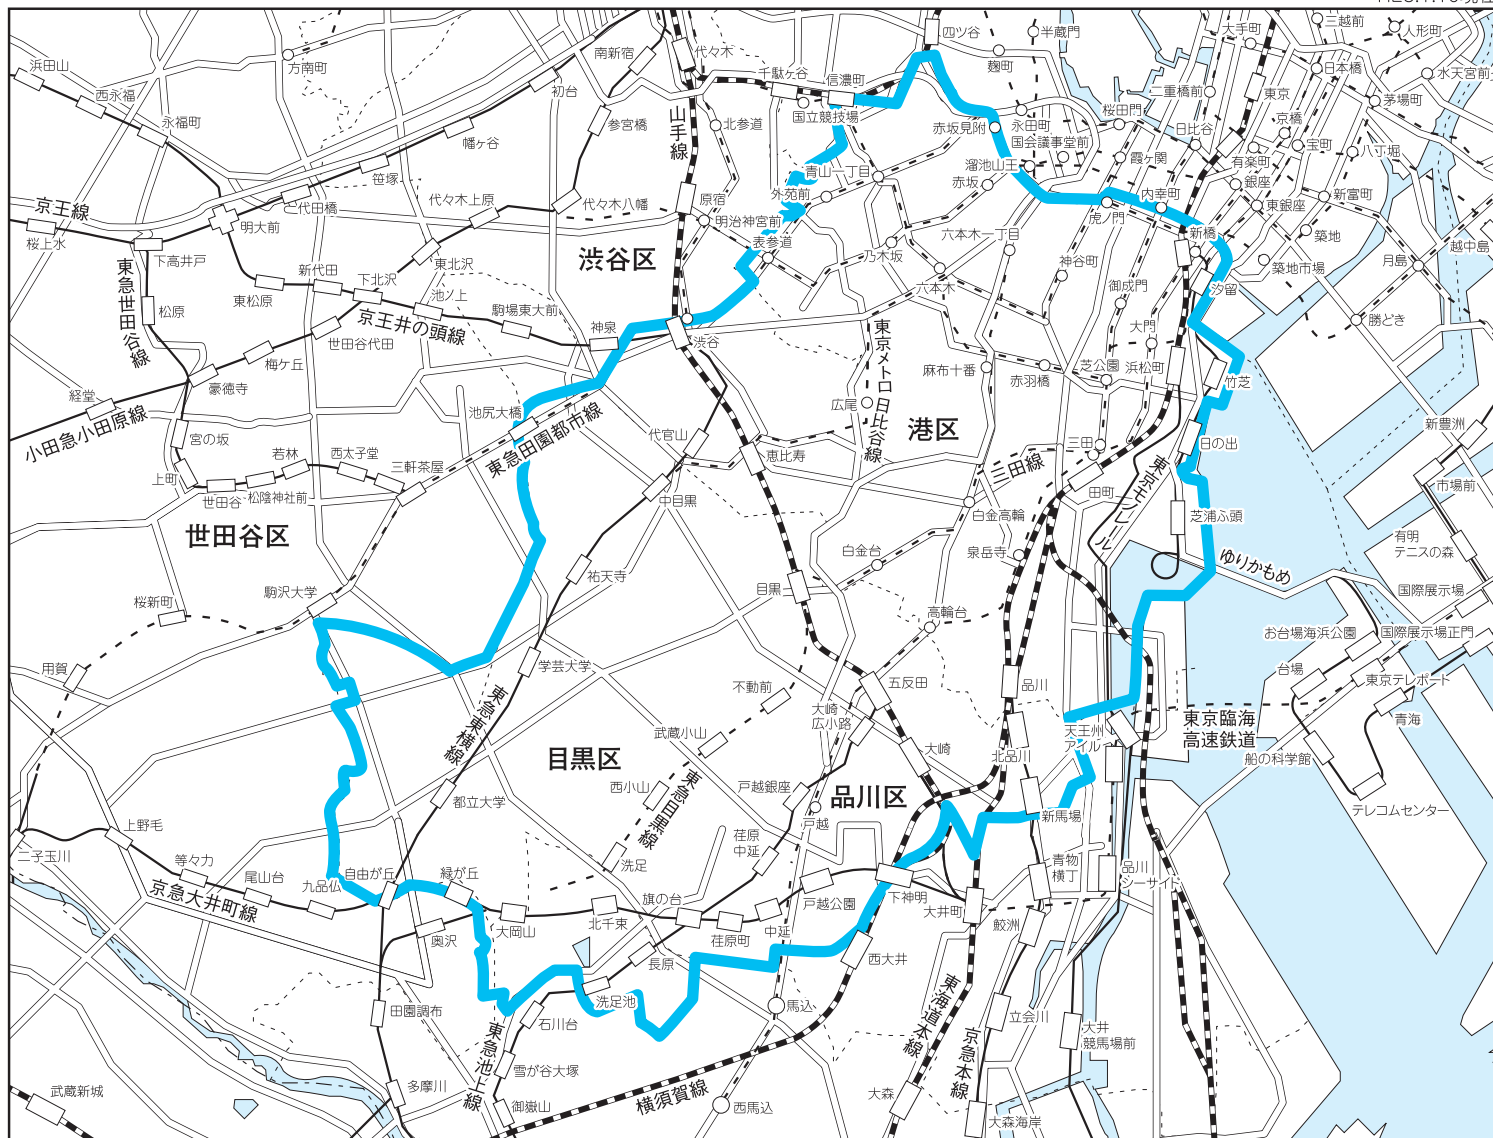 四ツ谷
半蔵門
大手町
三越前
人形町
浜田山
方南町
南新宿
代々木
千駄ヶ谷
信濃町
麹町
日本橋
水天宮前
西永福
初台
二重橋前
東京
茅場町
永福町
参宮橋
山手線
北参道
国立競技場
赤坂見附
永田町
国会議事堂前
桜田門
日比谷
京橋
宝町
八丁堀
幡ヶ谷
笹塚
青山一丁目
溜池山王
赤坂
霞ヶ関
有楽町
銀座
京王線
代田橋
代々木上原
代々木八幡
原宿
外苑前
内幸町
新富町
東銀座
桜上水
明大前
明治神宮前
表参道
虎ノ門
新橋
築地
越中島
下高井戸
渋谷区
乃木坂
六本木一丁目
神谷町
築地市場
月島
東急世田谷線
新代田
下北沢
東北沢
東松原
池ノ上
六本木
御成門
汐留
松原
京王井の頭線
駒場東大前
神泉
渋谷
東京メトロ日比谷線
大門
勝どき
世田谷代田
梅ケ丘
豪徳寺
麻布十番
赤羽橋
芝公園
浜松町
竹芝
経堂
小田急小田原線
池尻大橋
東急田園都市線
広尾
港区
宮の坂
代官山
恵比寿
三田
三田線
日の出
新豊洲
若林
西太子堂
三軒茶屋
上町
世田谷
松陰神社前
中目黒
田町
東京モノレール
市場前
世田谷区
白金高輪
芝浦ふ頭
白金台
泉岳寺
有明
テニスの森
祐天寺
目黒
ゆりかもめ
国際展示場
桜新町
駒沢大学
高輪台
お台場海浜公園
国際展示場正門
用賀
学芸大学
不動前
五反田
品川
台場
東京テレポート
東急東横線
大崎
広小路
天王州
アイル
東京臨海
高速鉄道
青海
武蔵小山
大崎
北品川
船の科学館
目黒区
西小山
東急目黒線
戸越銀座
品川区
都立大学
戸越
新馬場
テレコムセンター
上野毛
荏原
中延
二子玉川
等々力
洗足
青物
横丁
品川
シーサイド
尾山台
九品仏
自由が丘
緑が丘
京急大井町線
旗の台
戸越公園
下神明
大井町
大岡山
北千束
荏原町
中延
鮫洲
奥沢
長原
西大井
洗足池
田園調布
馬込
東海道本線
石川台
立会川
大井
競馬場前
京急本線
東急池上線
雪が谷大塚
武蔵新城
多摩川
御嶽山
横須賀線
西馬込
大森
大森海岸